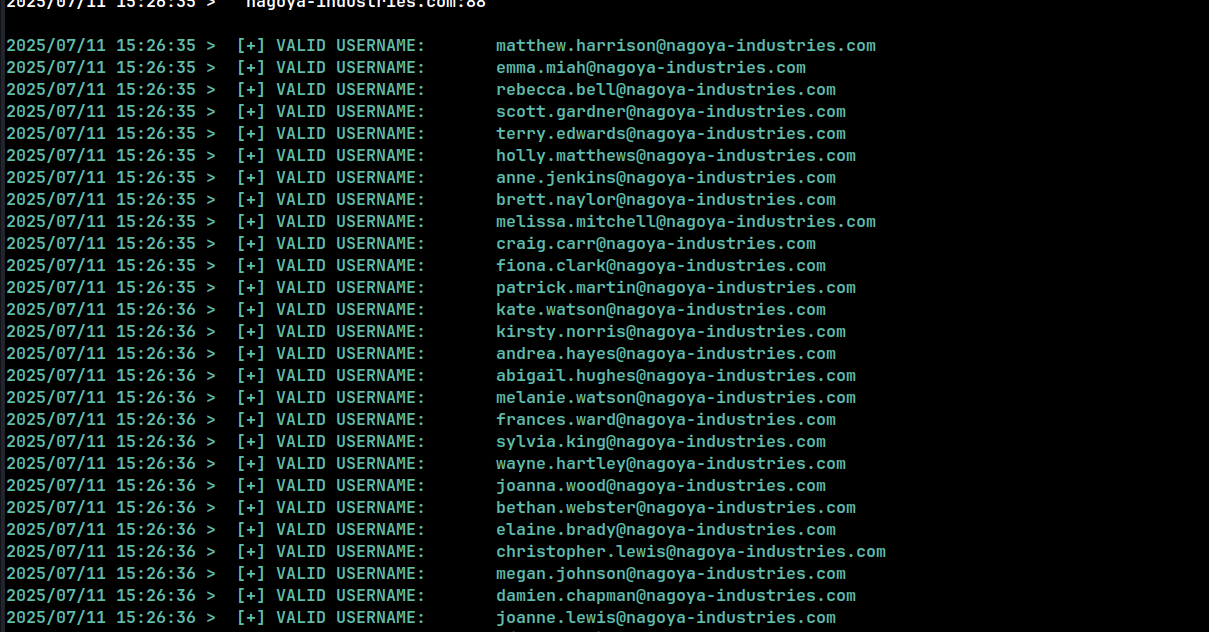 2025/07/11 15:26:35 > nagoya-industries.com:88
2025/07/11 15:26:35 > [+] VALID USERNAME: matthew.harrison@nagoya-industries.com
2025/07/11 15:26:35 > [+] VALID USERNAME: emma.miah@nagoya-industries.com
2025/07/11 15:26:35 > [+] VALID USERNAME: rebecca.bell@nagoya-industries.com
2025/07/11 15:26:35 > [+] VALID USERNAME: scott.gardner@nagoya-industries.com
2025/07/11 15:26:35 > [+] VALID USERNAME: terry.edwards@nagoya-industries.com
2025/07/11 15:26:35 > [+] VALID USERNAME: holly.matthews@nagoya-industries.com
2025/07/11 15:26:35 > [+] VALID USERNAME: anne.jenkins@nagoya-industries.com
2025/07/11 15:26:35 > [+] VALID USERNAME: brett.naylor@nagoya-industries.com
2025/07/11 15:26:35 > [+] VALID USERNAME: melissa.mitchell@nagoya-industries.com
2025/07/11 15:26:35 > [+] VALID USERNAME: craig.carr@nagoya-industries.com
2025/07/11 15:26:35 > [+] VALID USERNAME: fiona.clark@nagoya-industries.com
2025/07/11 15:26:35 > [+] VALID USERNAME: patrick.martin@nagoya-industries.com
2025/07/11 15:26:36 > [+] VALID USERNAME: kate.watson@nagoya-industries.com
2025/07/11 15:26:36 > [+] VALID USERNAME: kirsty.norris@nagoya-industries.com
2025/07/11 15:26:36 > [+] VALID USERNAME: andrea.hayes@nagoya-industries.com
2025/07/11 15:26:36 > [+] VALID USERNAME: abigail.hughes@nagoya-industries.com
2025/07/11 15:26:36 > [+] VALID USERNAME: melanie.watson@nagoya-industries.com
2025/07/11 15:26:36 > [+] VALID USERNAME: frances.ward@nagoya-industries.com
2025/07/11 15:26:36 > [+] VALID USERNAME: sylvia.king@nagoya-industries.com
2025/07/11 15:26:36 > [+] VALID USERNAME: wayne.hartley@nagoya-industries.com
2025/07/11 15:26:36 > [+] VALID USERNAME: joanna.wood@nagoya-industries.com
2025/07/11 15:26:36 > [+] VALID USERNAME: bethan.webster@nagoya-industries.com
2025/07/11 15:26:36 > [+] VALID USERNAME: elaine.brady@nagoya-industries.com
2025/07/11 15:26:36 > [+] VALID USERNAME: christopher.lewis@nagoya-industries.com
2025/07/11 15:26:36 > [+] VALID USERNAME: megan.johnson@nagoya-industries.com
2025/07/11 15:26:36 > [+] VALID USERNAME: damien.chapman@nagoya-industries.com
2025/07/11 15:26:36 > [+] VALID USERNAME: joanne.lewis@nagoya-industries.com